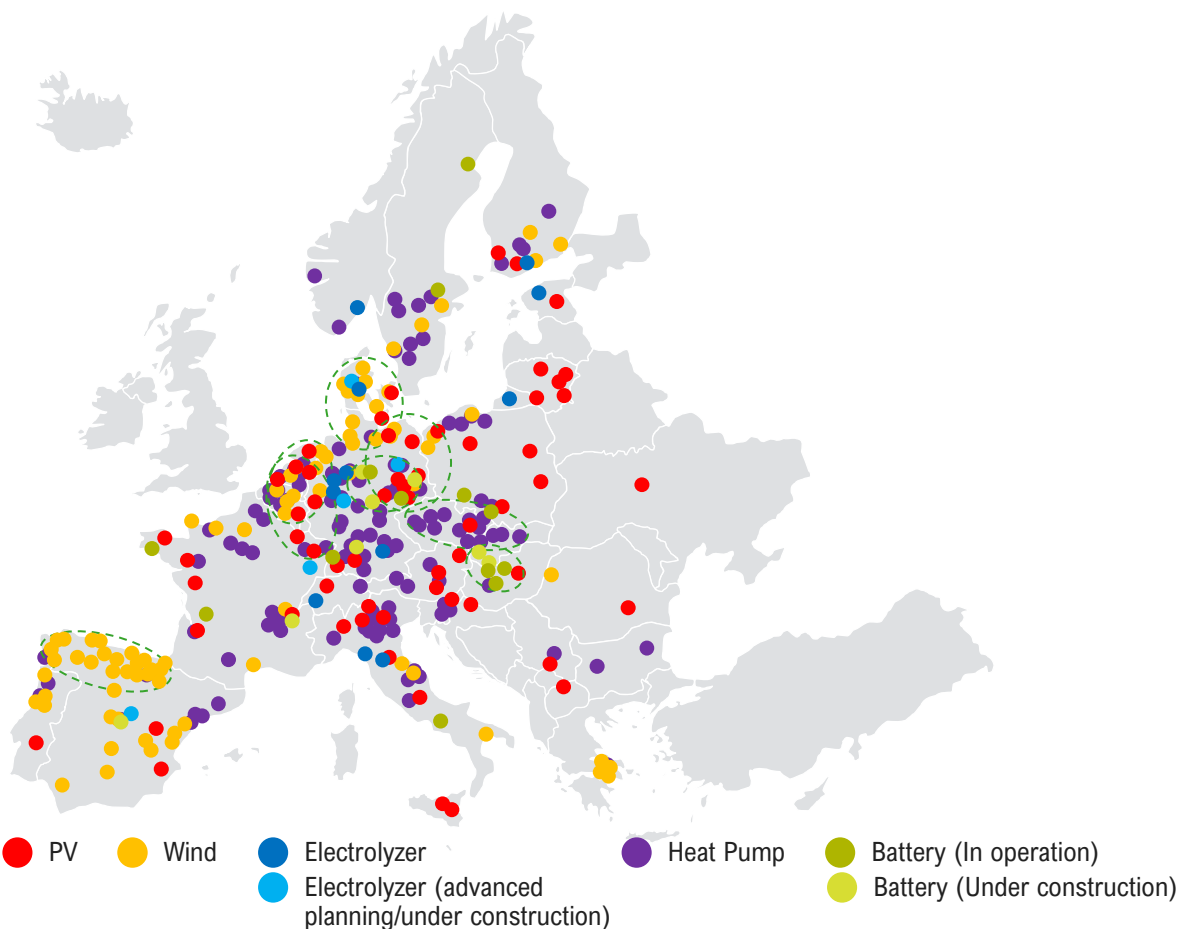 PV
Wind
Electrolyzer
Heat Pump
Battery (In operation)
Electrolyzer (advanced
planning/under construction)
Battery (Under construction)